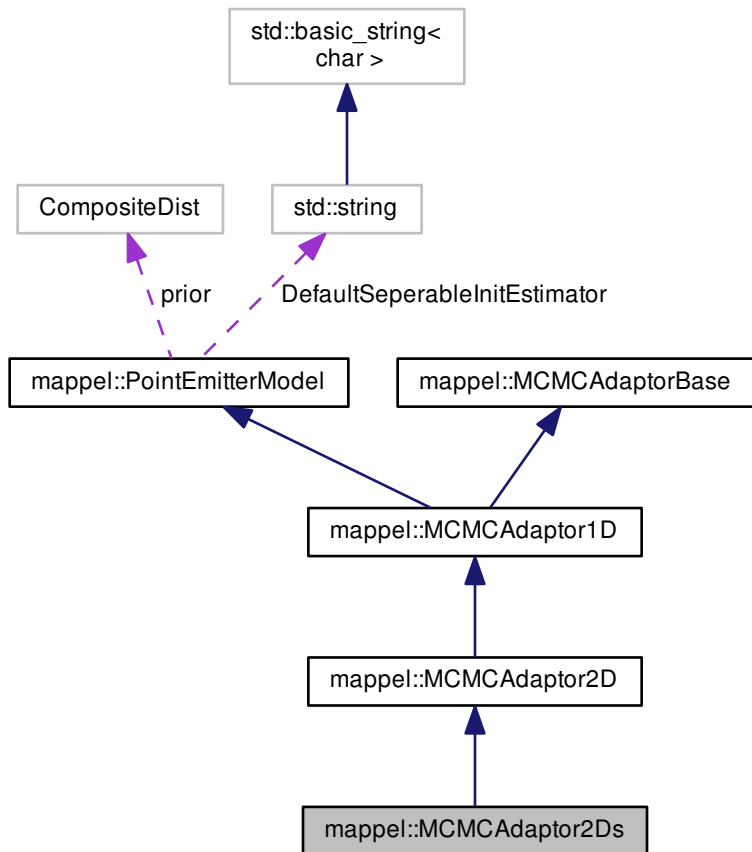 std::basic_string<
char >
CompositeDist
std::string
prior
DefaultSeperableInitEstimator
mappel::PointEmitterModel
mappel::MCMCAdaptorBase
mappel::MCMCAdaptor1D
mappel::MCMCAdaptor2D
mappel::MCMCAdaptor2Ds